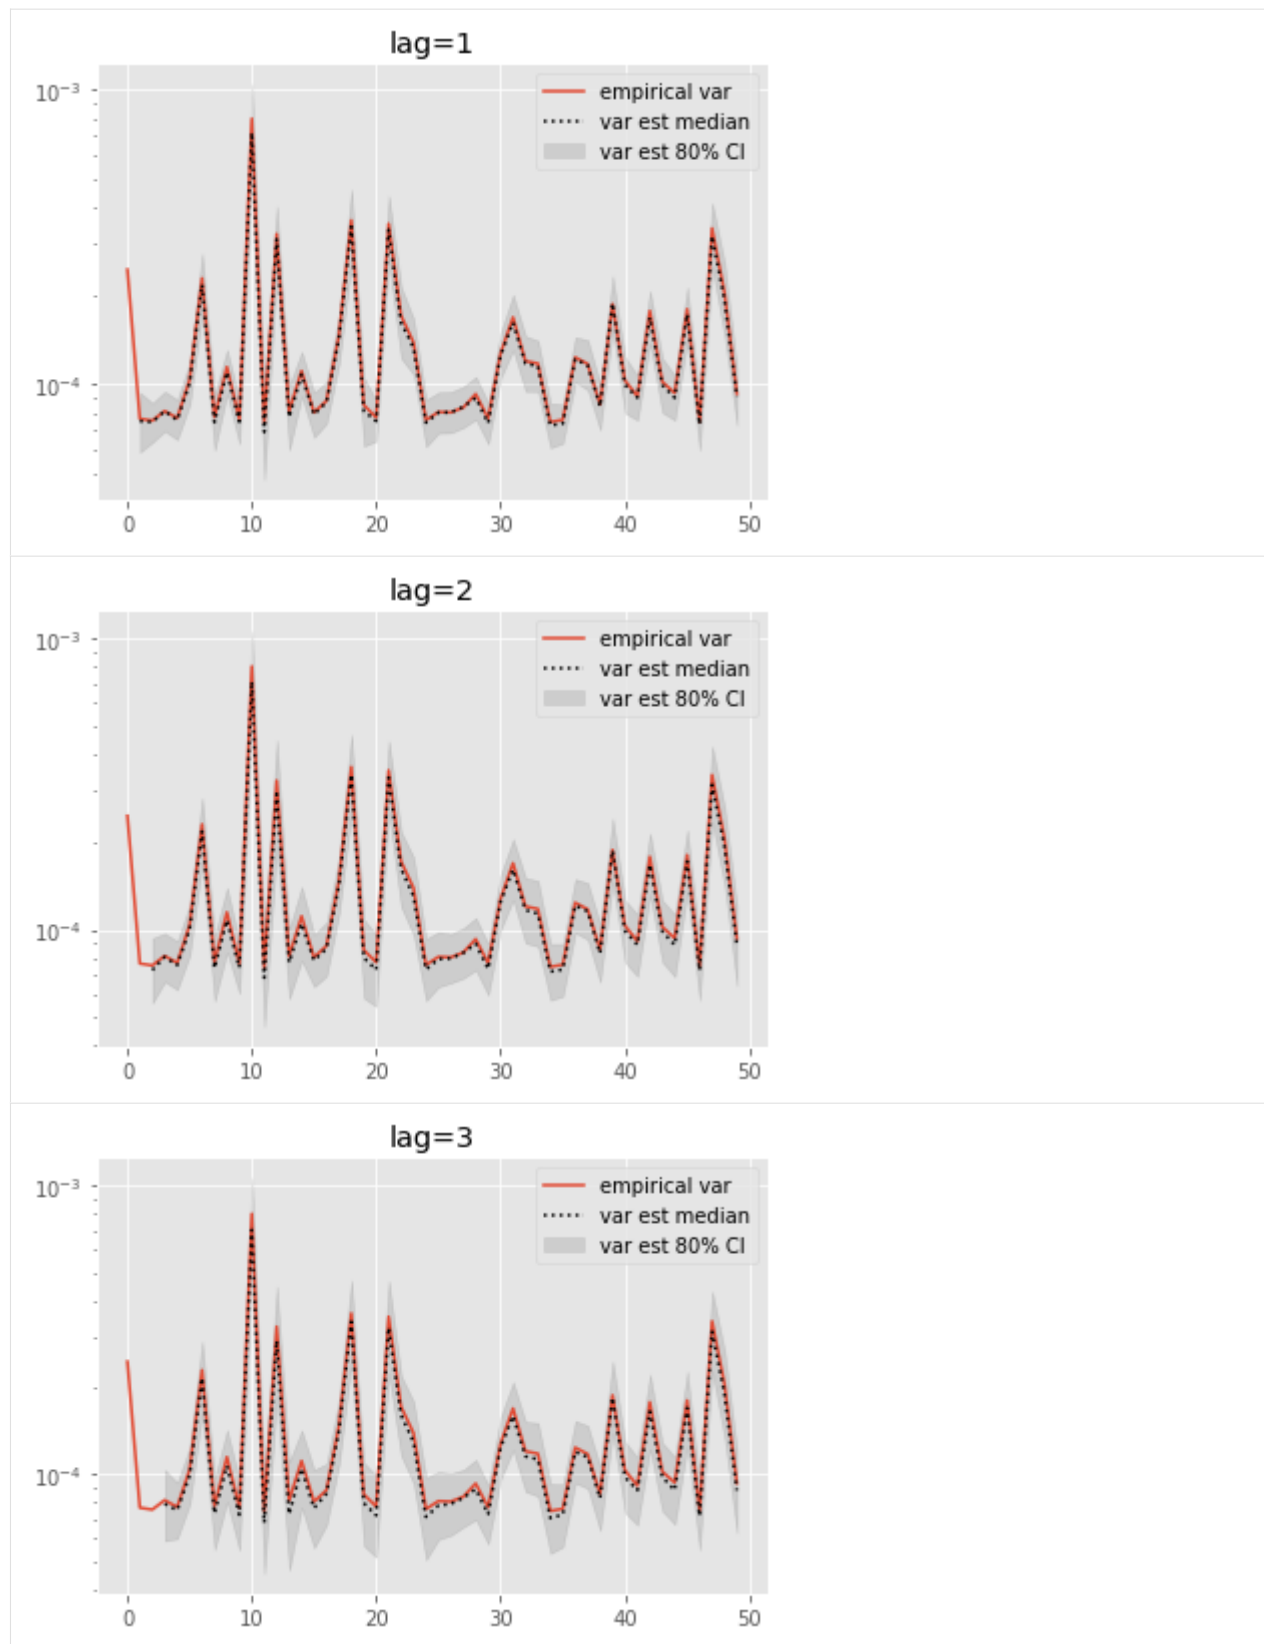 lag=1
10⁻³
empirical var
var est median
var est 80% CI
10⁻⁴
0 10 20 30 40 50
lag=2
10⁻³
empirical var
var est median
var est 80% CI
10⁻⁴
0 10 20 30 40 50
lag=3
10⁻³
empirical var
var est median
var est 80% CI
10⁻⁴
0 10 20 30 40 50